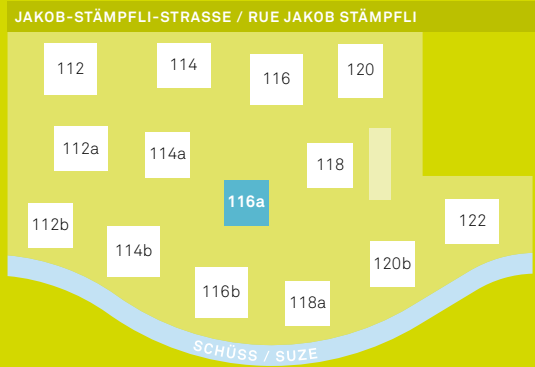 JAKOB-STÄMPFLI-STRASSE / RUE JAKOB STÄMPFLI
112
114
116
120
112a
114a
118
116a
112b
114b
122
120b
116b
118a
SCHÜSS / SUZE